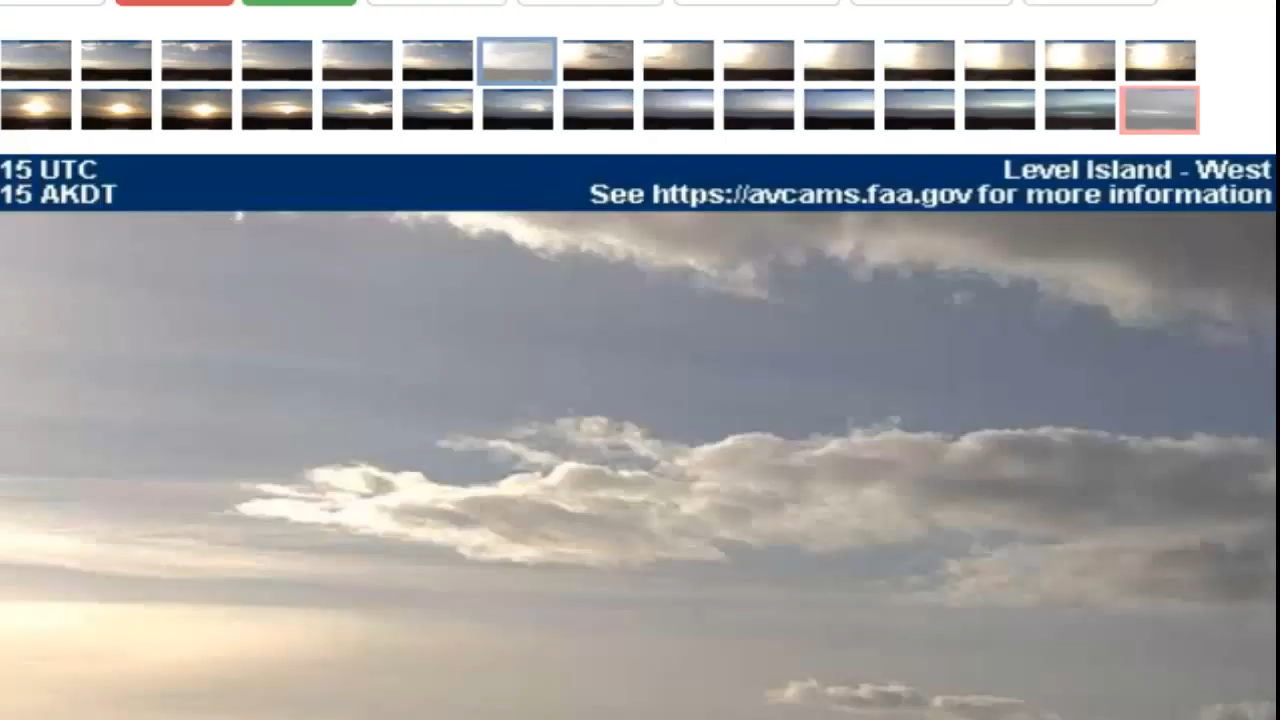 15 UTC
Level Island - West
15 AKDT
See https://avcams.faa.gov for more information